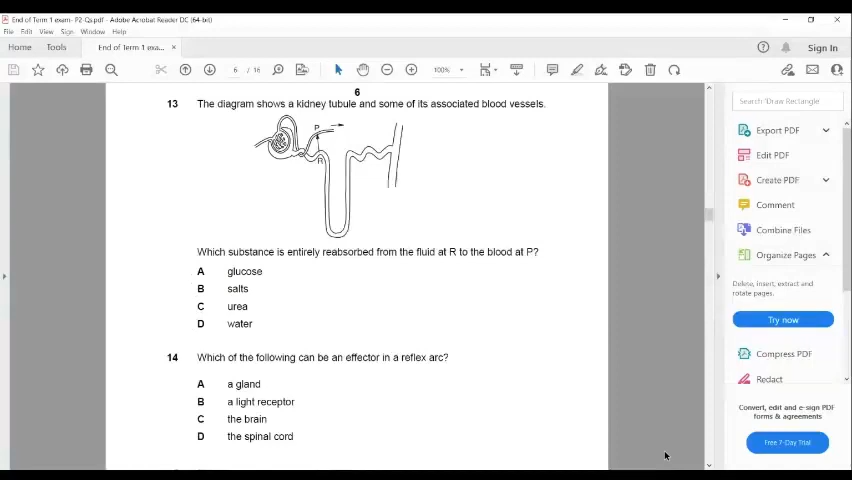 End of Term 1 exam- P2-Qs.pdf - Adobe Acrobat Reader DC (64-bit)
File Edit View Sign Window Help
Home Tools End of Term 1 exa... × Sign In
6 / 16 100%
6
13 The diagram shows a kidney tubule and some of its associated blood vessels.
P
R
Which substance is entirely reabsorbed from the fluid at R to the blood at P?
A glucose
B salts
C urea
D water
14 Which of the following can be an effector in a reflex arc?
A a gland
B a light receptor
C the brain
D the spinal cord
Search 'Draw Rectangle'
Export PDF
Edit PDF
Create PDF
Comment
Combine Files
Organize Pages
Delete, insert, extract and
rotate pages.
Try now
Compress PDF
Redact
Convert, edit and e-sign PDF
forms & agreements
Free 7-Day Trial